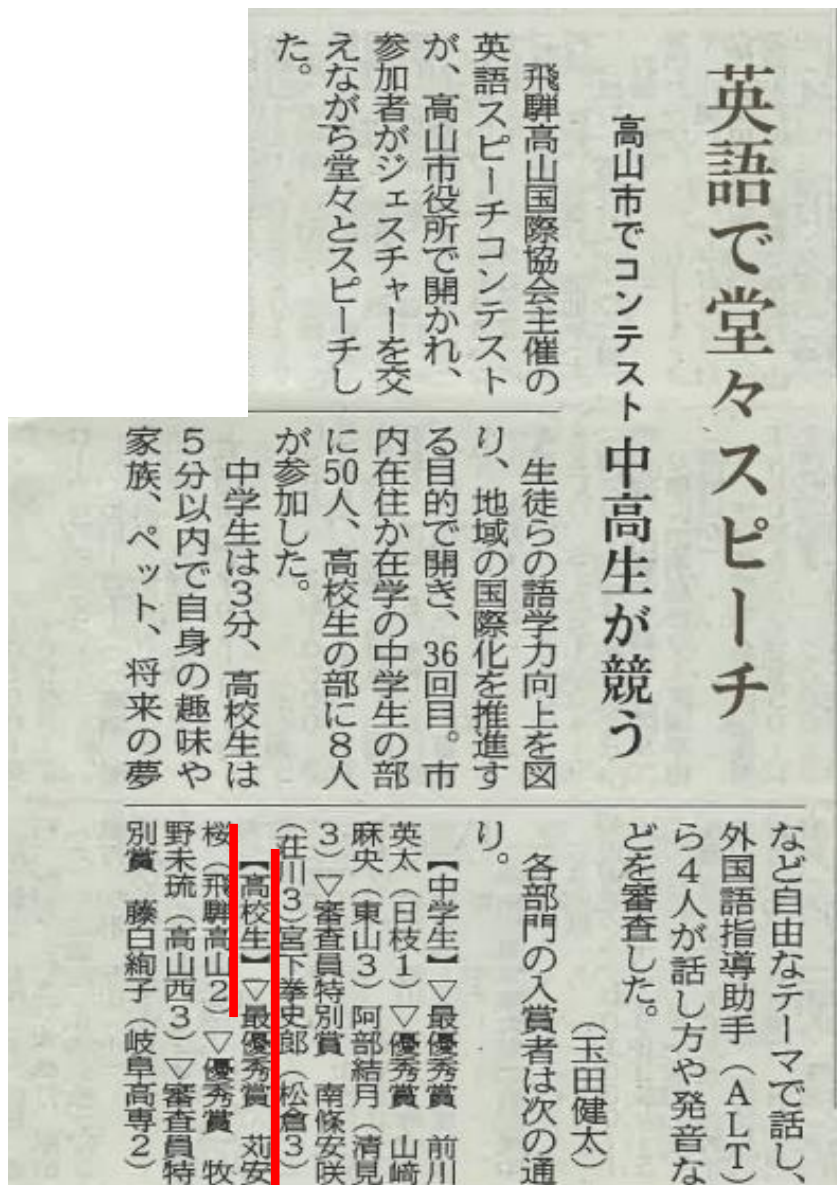 英語で堂々スピーチ
高山市でコンテスト 中高生が競う
飛騨高山国際協会主催の
英語スピーチコンテスト
が、高山市役所で開かれ、
参加者がジェスチャーを交
えながら堂々とスピーチし
た。
生徒らの語学力向上を図
り、地域の国際化を推進す
る目的で開き、36回目。市
内在住か在学の中学生の部
に50人、高校生の部に8人
が参加した。
中学生は3分、高校生は
5分以内で自身の趣味や
家族、ペット、将来の夢
など自由なテーマで話し、
外国語指導助手(ALT)
ら4人が話し方や発音な
どを審査した。
(玉田健太)
各部門の入賞者は次の通
り。
【中学生】▽最優秀賞 前川
英太(日枝1)▽優秀賞 山﨑
麻央(東山3)阿部結月(清見
3)▽審査員特別賞 南條安咲
(荘川3)宮下拳史郎(松倉3)
【高校生】▽最優秀賞 苅安
桜(飛騨高山2)▽優秀賞 牧
野未琉(高山西3)▽審査員特
別賞 藤白絢子(岐阜高専2)